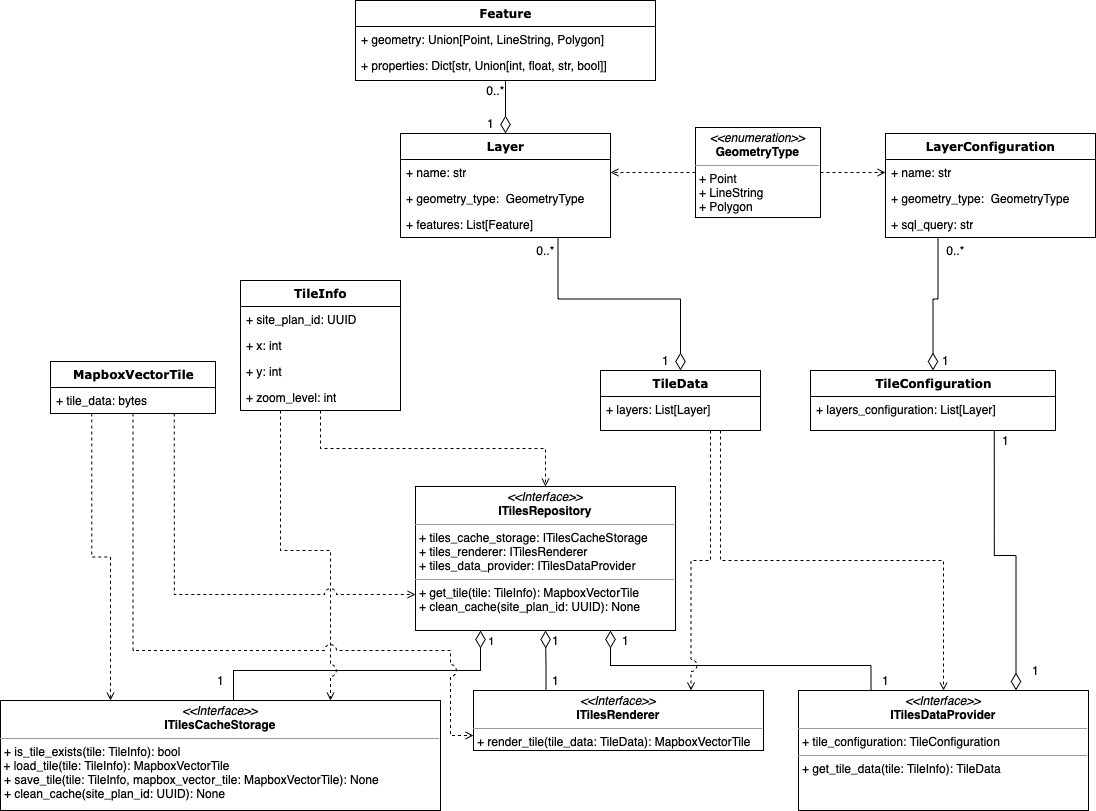 Feature
+ geometry: Union[Point, LineString, Polygon]
+ properties: Dict[str, Union[int, float, str, bool]]
0..*
1
Layer
+ name: str
+ geometry_type:  GeometryType
+ features: List[Feature]
0..*
<<enumeration>>
GeometryType
+ Point
+ LineString
+ Polygon
LayerConfiguration
+ name: str
+ geometry_type:  GeometryType
+ sql_query: str
0..*
TileInfo
+ site_plan_id: UUID
+ x: int
+ y: int
+ zoom_level: int
MapboxVectorTile
+ tile_data: bytes
1
TileData
+ layers: List[Layer]
1
TileConfiguration
+ layers_configuration: List[Layer]
1
<<Interface>>
ITilesRepository
+ tiles_cache_storage: ITilesCacheStorage
+ tiles_renderer: ITilesRenderer
+ tiles_data_provider: ITilesDataProvider
+ get_tile(tile: TileInfo): MapboxVectorTile
+ clean_cache(site_plan_id: UUID): None
1
1
1
1
1
1
1
<<Interface>>
ITilesCacheStorage
+ is_tile_exists(tile: TileInfo): bool
+ load_tile(tile: TileInfo): MapboxVectorTile
+ save_tile(tile: TileInfo, mapbox_vector_tile: MapboxVectorTile): None
+ clean_cache(site_plan_id: UUID): None
<<Interface>>
ITilesRenderer
+ render_tile(tile_data: TileData): MapboxVectorTile
<<Interface>>
ITilesDataProvider
+ tile_configuration: TileConfiguration
+ get_tile_data(tile: TileInfo): TileData